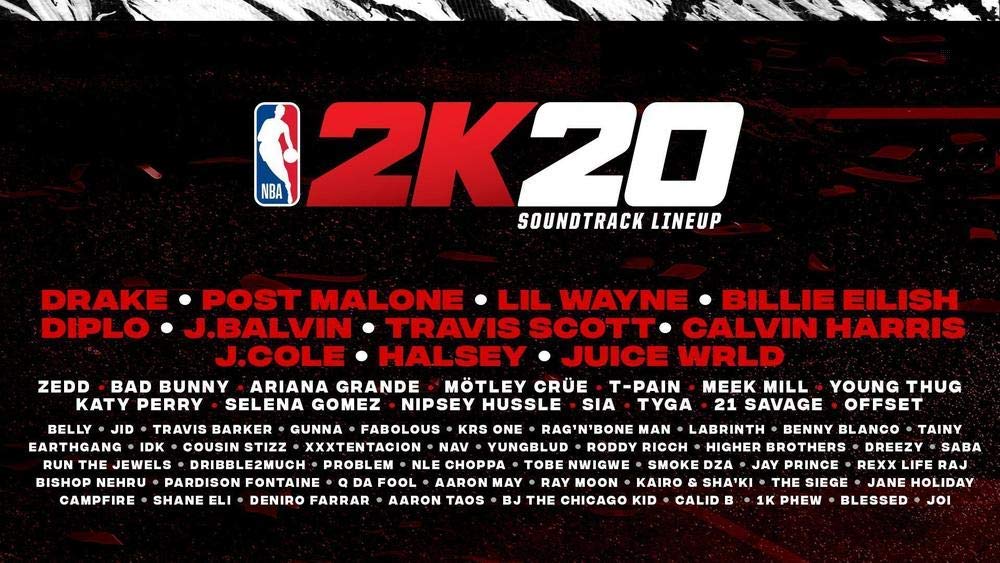 NBA 2K20
SOUNDTRACK LINEUP
DRAKE • POST MALONE • LIL WAYNE • BILLIE EILISH
DIPLO • J.BALVIN • TRAVIS SCOTT • CALVIN HARRIS
J.COLE • HALSEY • JUICE WRLD
ZEDD • BAD BUNNY • ARIANA GRANDE • MÖTLEY CRÜE • T-PAIN • MEEK MILL • YOUNG THUG
KATY PERRY • SELENA GOMEZ • NIPSEY HUSSLE • SIA • TYGA • 21 SAVAGE • OFFSET
BELLY • JID • TRAVIS BARKER • GUNNA • FABOLOUS • KRS ONE • RAG'N'BONE MAN • LABRINTH • BENNY BLANCO • TAINY
EARTHGANG • IDK • COUSIN STIZZ • XXXTENTACION • NAV • YUNGBLUD • RODDY RICCH • HIGHER BROTHERS • DREEZY • SABA
RUN THE JEWELS • DRIBBLE2MUCH • PROBLEM • NLE CHOPPA • TOBE NWIGWE • SMOKE DZA • JAY PRINCE • REXX LIFE RAJ
BISHOP NEHRU • PARDISON FONTAINE • Q DA FOOL • AARON MAY • RAY MOON • KAIRO & SHA'KI • THE SIEGE • JANE HOLIDAY
CAMPFIRE • SHANE ELI • DENIRO FARRAR • AARON TAOS • BJ THE CHICAGO KID • CALID B • 1K PHEW • BLESSED • JOI